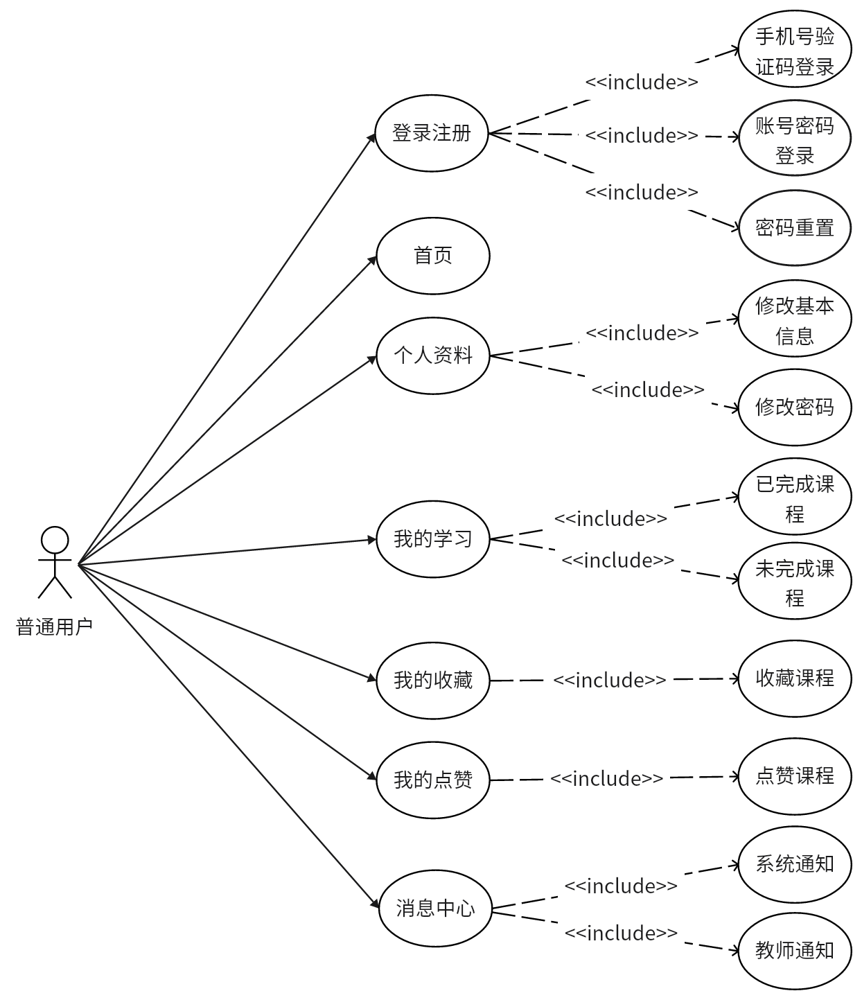 手机号验
证码登录
<<include>>
登录注册
<<include>>
账号密码
登录
<<include>>
密码重置
首页
修改基本
信息
<<include>>
个人资料
<<include>>
修改密码
已完成课
程
<<include>>
我的学习
<<include>>
未完成课
程
普通用户
我的收藏
<<include>>
收藏课程
我的点赞
<<include>>
点赞课程
系统通知
<<include>>
消息中心
<<include>>
教师通知